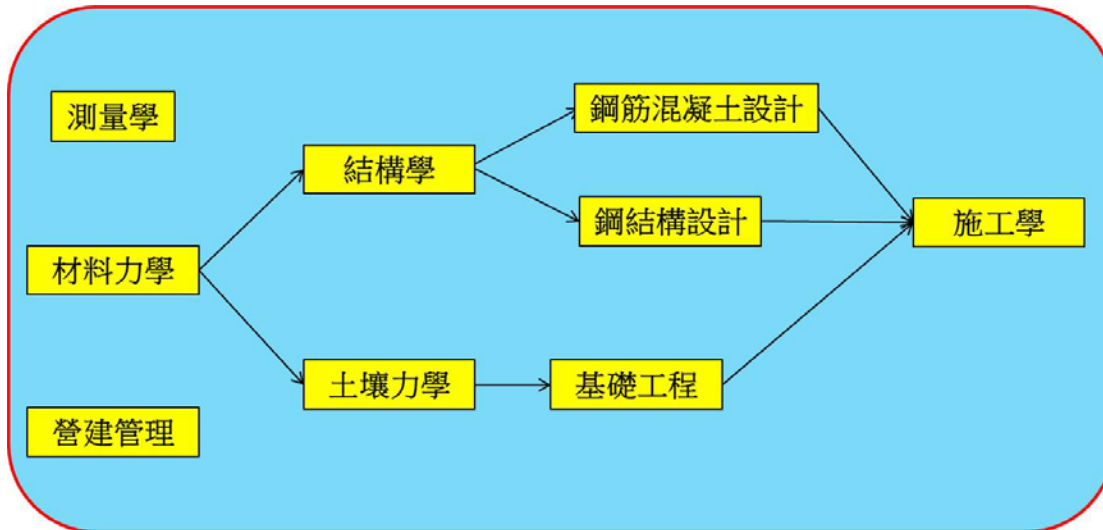 測量學
材料力學
營建管理
結構學
土壤力學
鋼筋混凝土設計
鋼結構設計
基礎工程
施工學